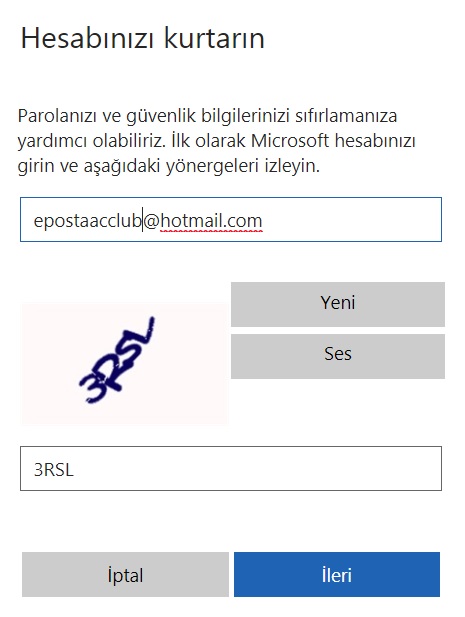 Hesabınızı kurtarın
Parolanızı ve güvenlik bilgilerinizi sıfırlamanıza
yardımcı olabiliriz. İlk olarak Microsoft hesabınızı
girin ve aşağıdaki yönergeleri izleyin.
epostaacclub@hotmail.com
Yeni
Ses
3RSL
3RSL
İptal
İleri